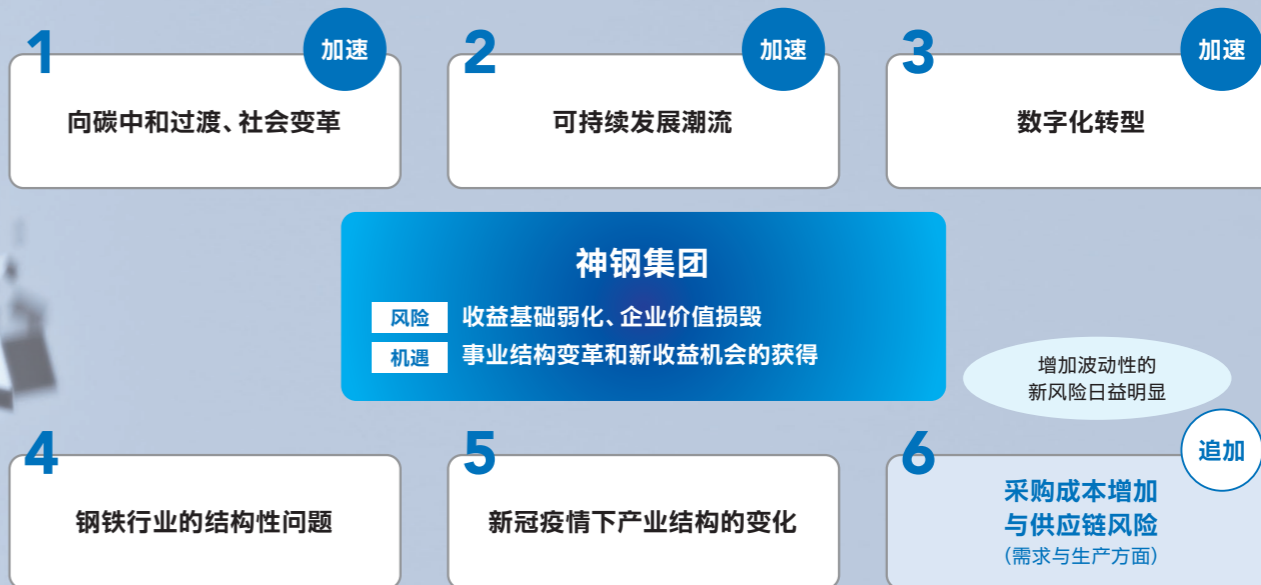 1
加速
向碳中和过渡、社会变革
2
加速
可持续发展潮流
3
加速
数字化转型
神钢集团
风险 收益基础弱化、企业价值损毁
机遇 事业结构变革和新收益机会的获得
增加波动性的
新风险日益明显
4
钢铁行业的结构性问题
5
新冠疫情下产业结构的变化
6
追加
采购成本增加
与供应链风险
(需求与生产方面)